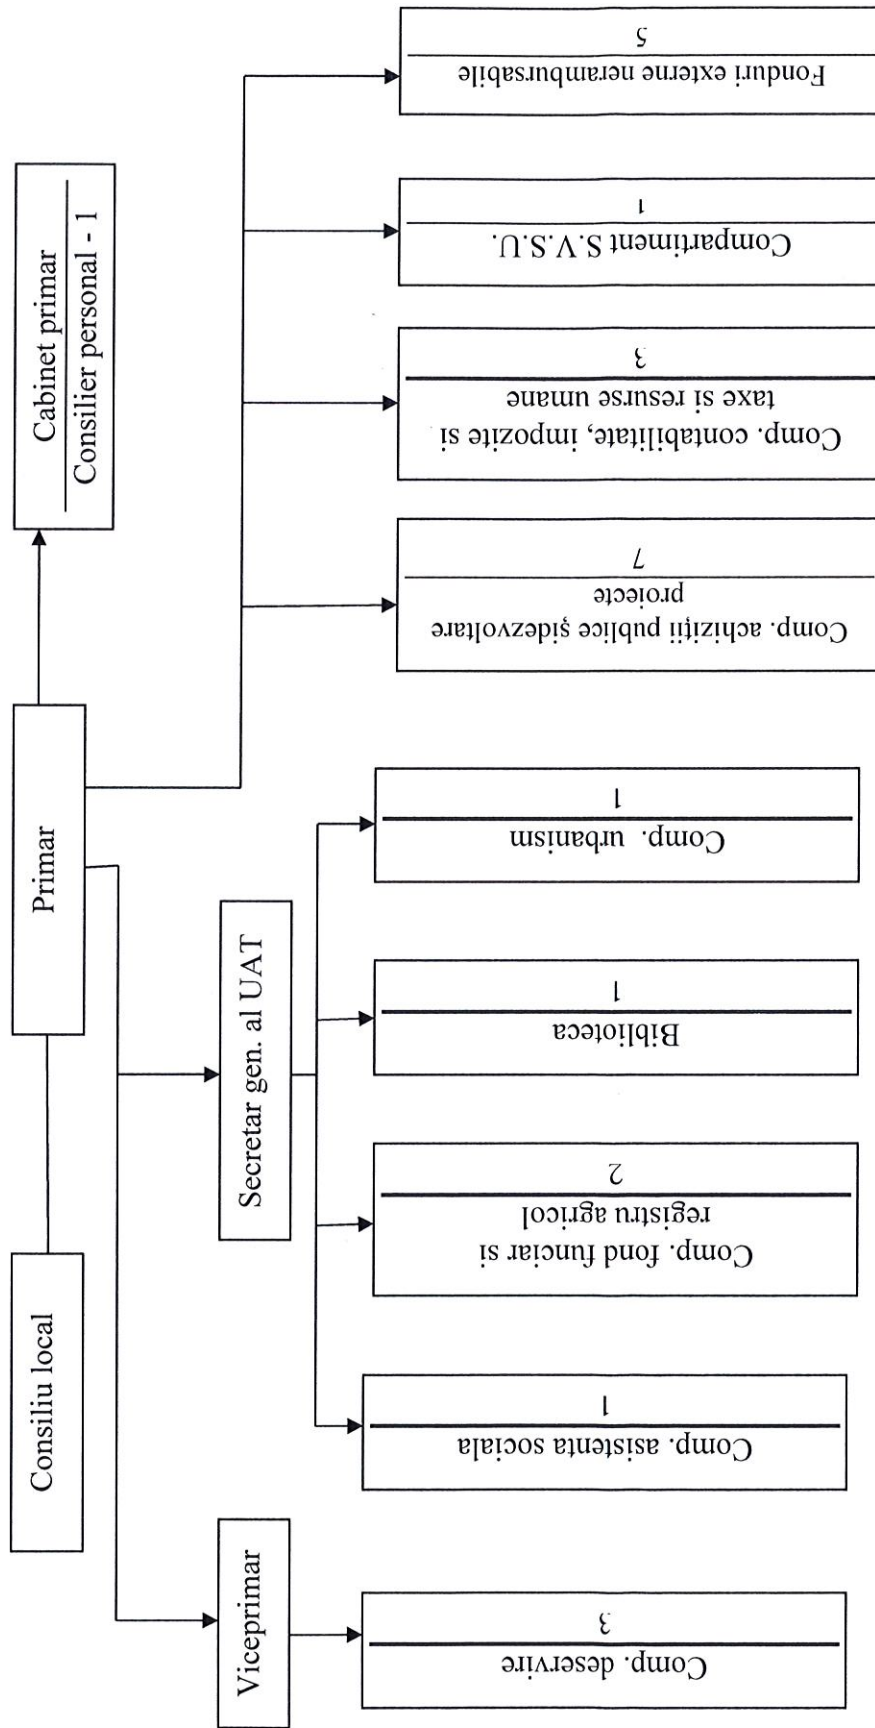 Consiliu local
Primar
Cabinet primar
Consilier personal - 1
Viceprimar
Secretar gen. al UAT
Comp. deservire
3
Comp. asistenta sociala
1
Comp. fond funciar si
registru agricol
2
Biblioteca
1
Comp. urbanism
1
Comp. achiziţii publice şidezvzoltare
proiecte
7
Comp. contabilitate, impozite si
taxe si resurse umane
3
Compartiment S.V.S.U.
1
Fonduri externe nerambursabile
5